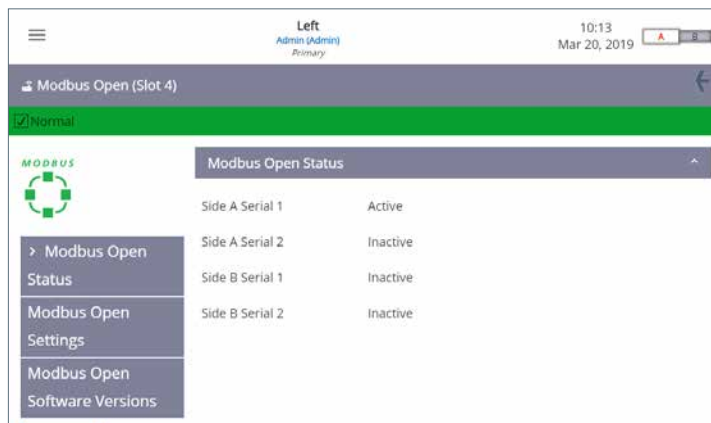 Left
Admin (Admin)
Primary
10:13
Mar 20, 2019
A
B
Modbus Open (Slot 4)
Normal
MODBUS
> Modbus Open
Status
Modbus Open
Settings
Modbus Open
Software Versions
Modbus Open Status
Side A Serial 1 Active
Side A Serial 2 Inactive
Side B Serial 1 Inactive
Side B Serial 2 Inactive